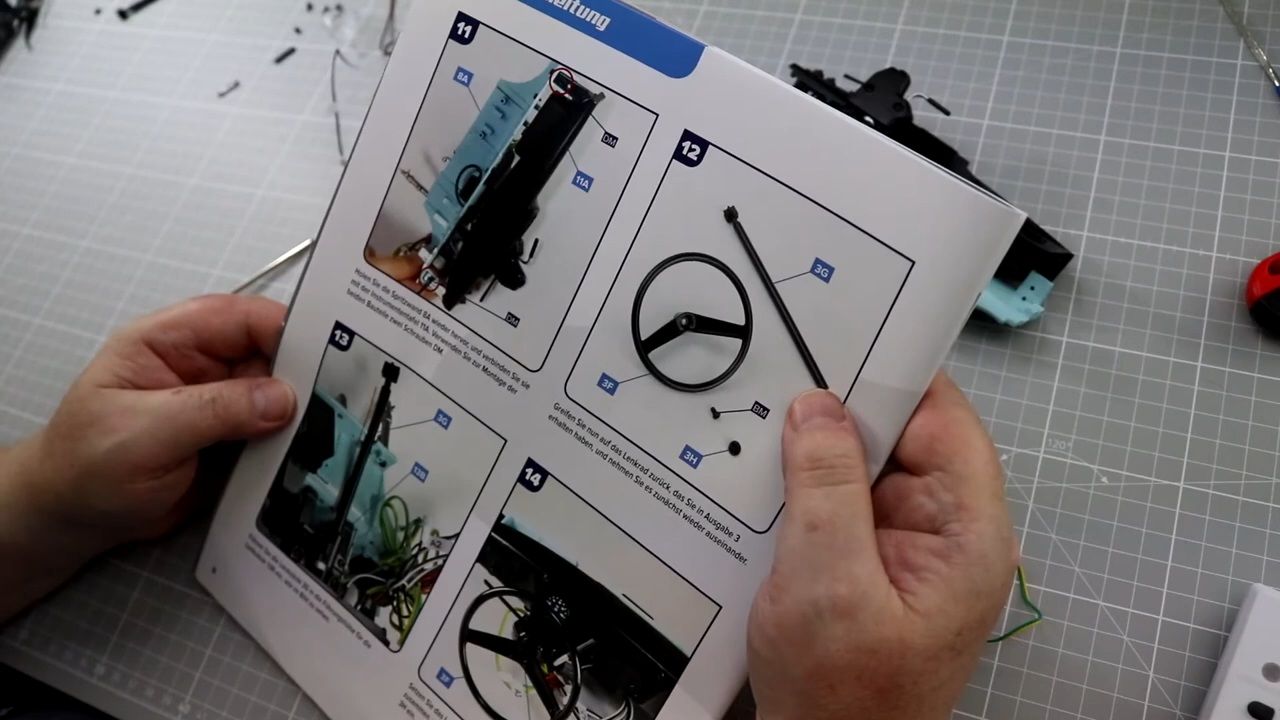 leitung
11
8A
DM
11A
DM
Holen Sie die Spritzwand 8A wieder hervor, und verbinden Sie sie
mit der Instrumententafel 11A. Verwenden Sie zur Montage der
beiden Bauteile zwei Schrauben DM.
12
3G
3F
BM
3H
Greifen Sie nun auf das Lenkrad zurück, das Sie in Ausgabe 3
erhalten haben, und nehmen Sie es zunächst wieder auseinander.
13
3G
14
3F
120°